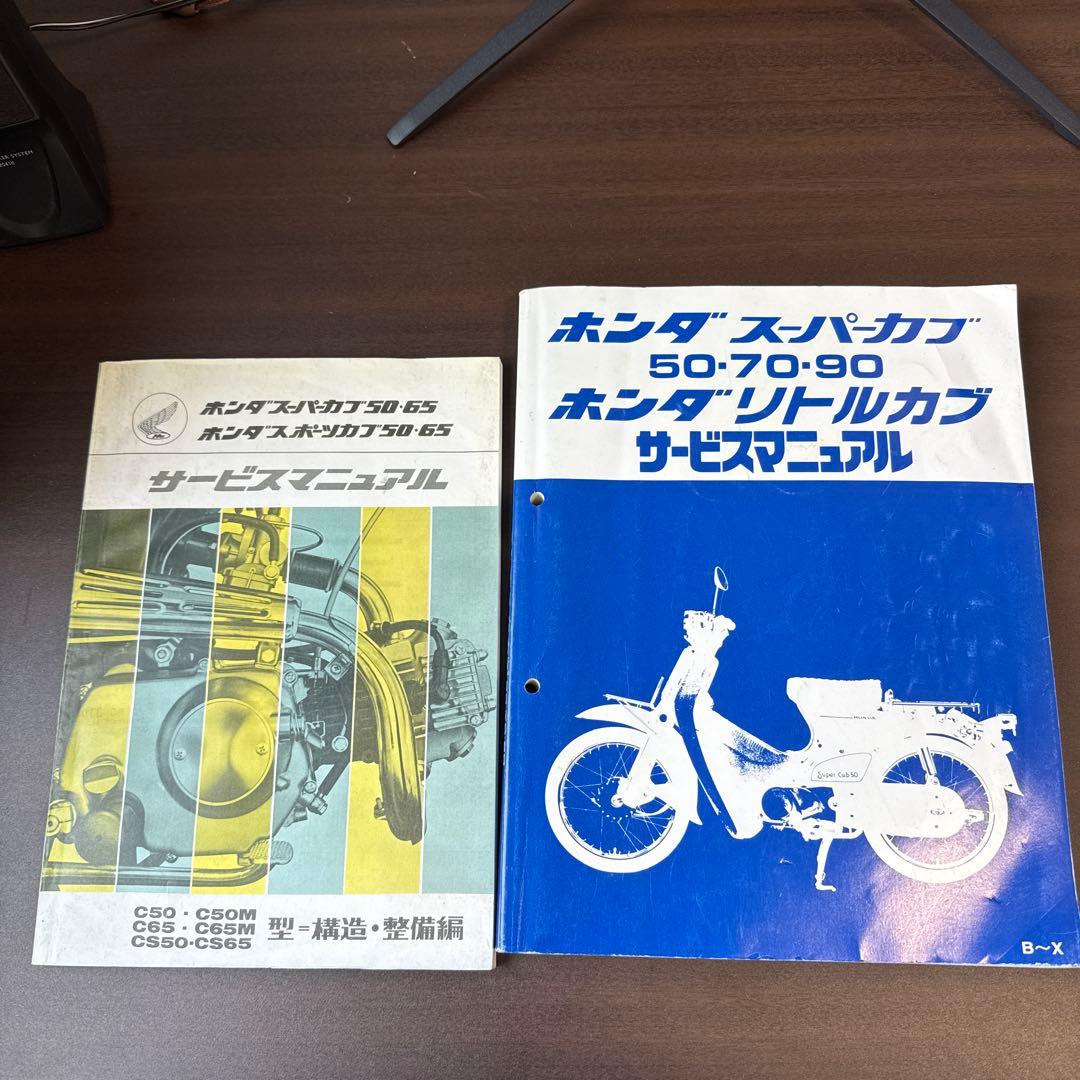 ホンダスーパーカブ50・65
ホンダスポーツカブ50・65
サービスマニュアル
C50・C50M
C65・C65M
CS50・CS65
型=構造・整備編
ホンダ スーパーカブ
50・70・90
ホンダ リトルカブ
サービスマニュアル
HONDA
Super Cub 50
B〜X